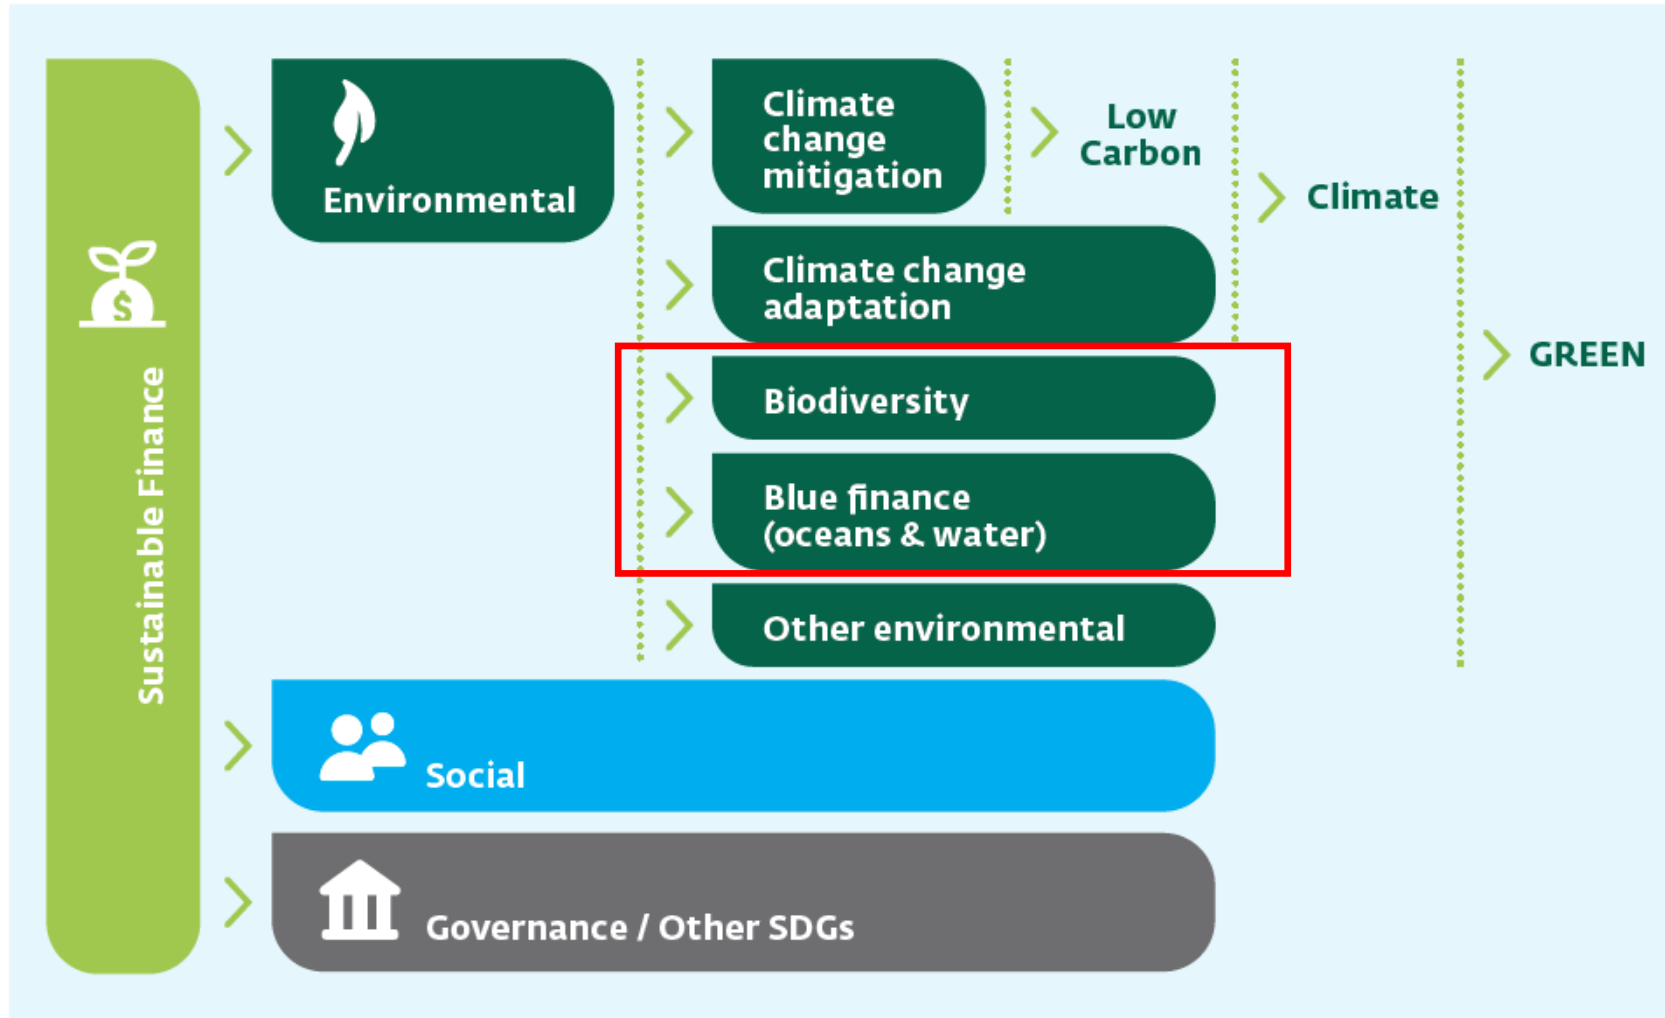 Sustainable Finance
Environmental
Climate
change
mitigation
Low
Carbon
Climate
GREEN
Climate change
adaptation
Biodiversity
Blue finance
(oceans & water)
Other environmental
Social
Governance / Other SDGs
$